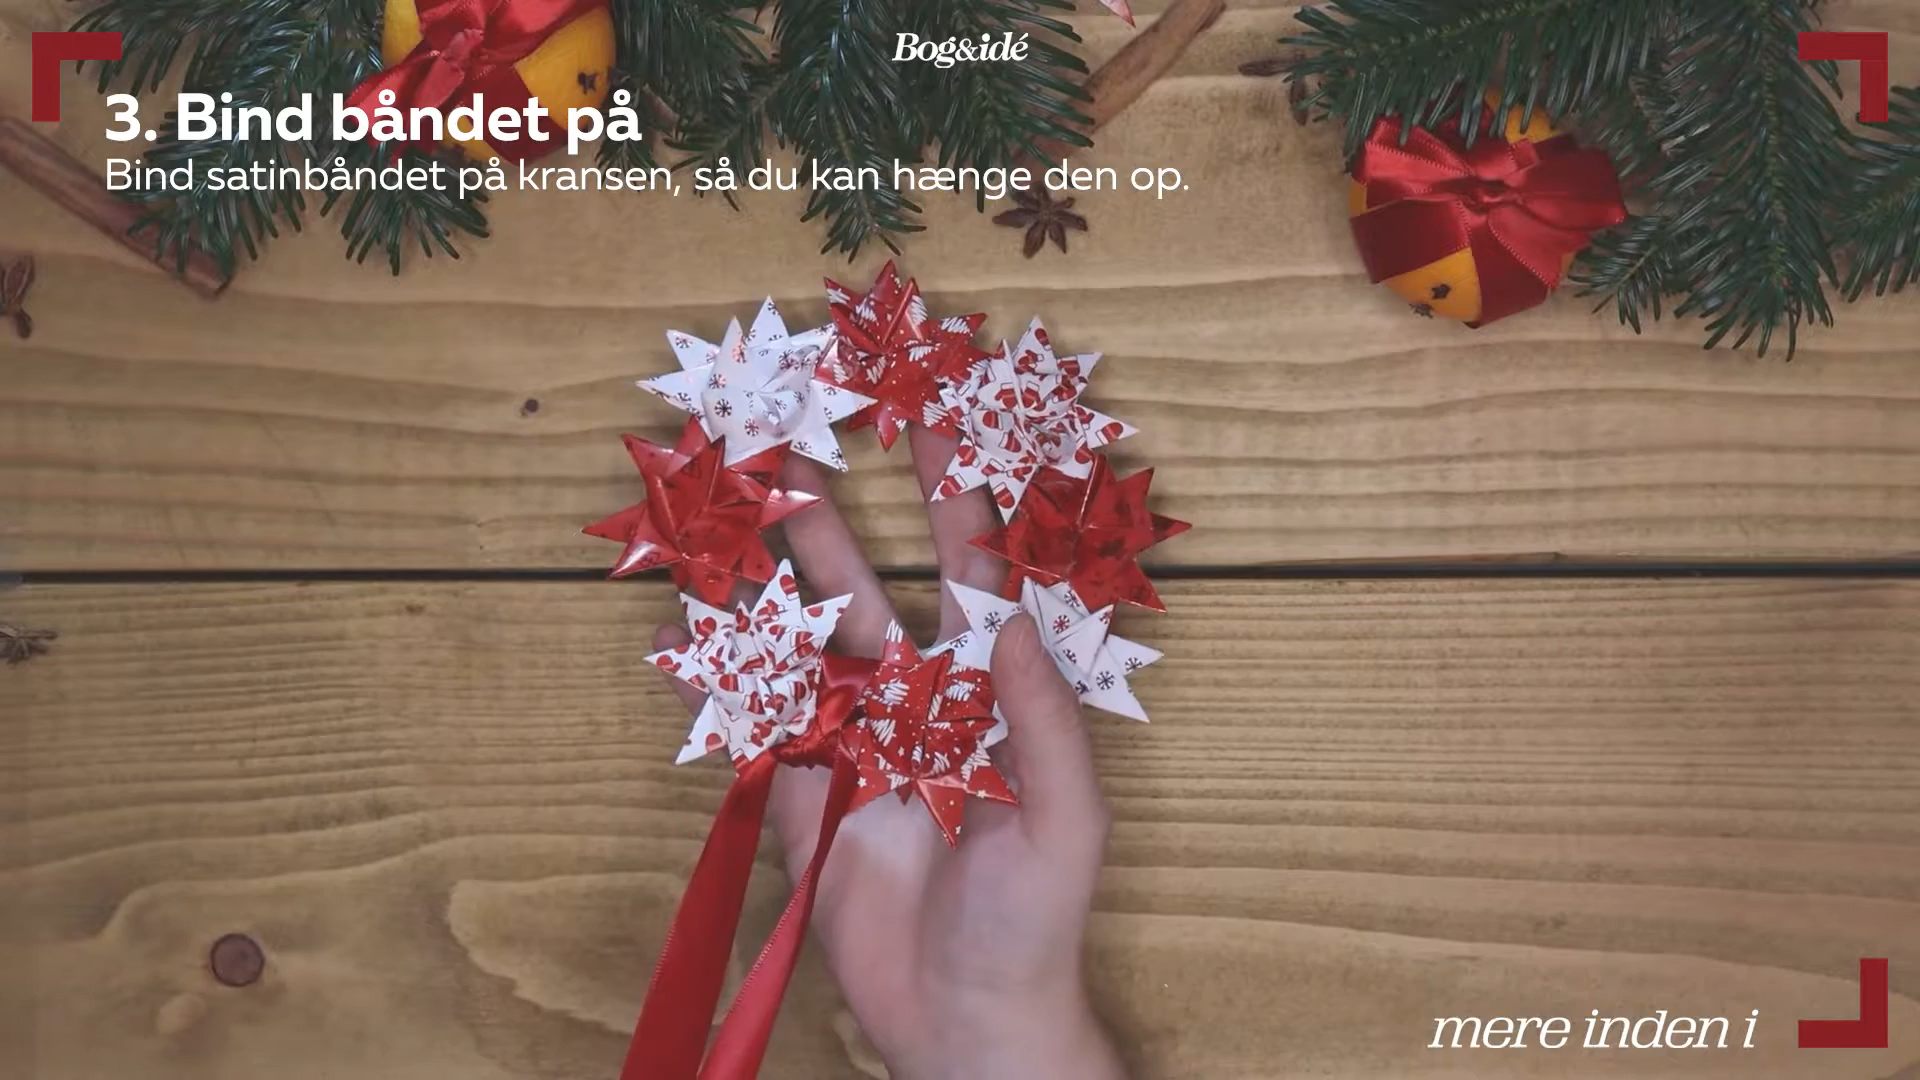 Bog&idé
3. Bind båndet på
Bind satinbåndet på kransen, så du kan hænge den op.
mere inden i